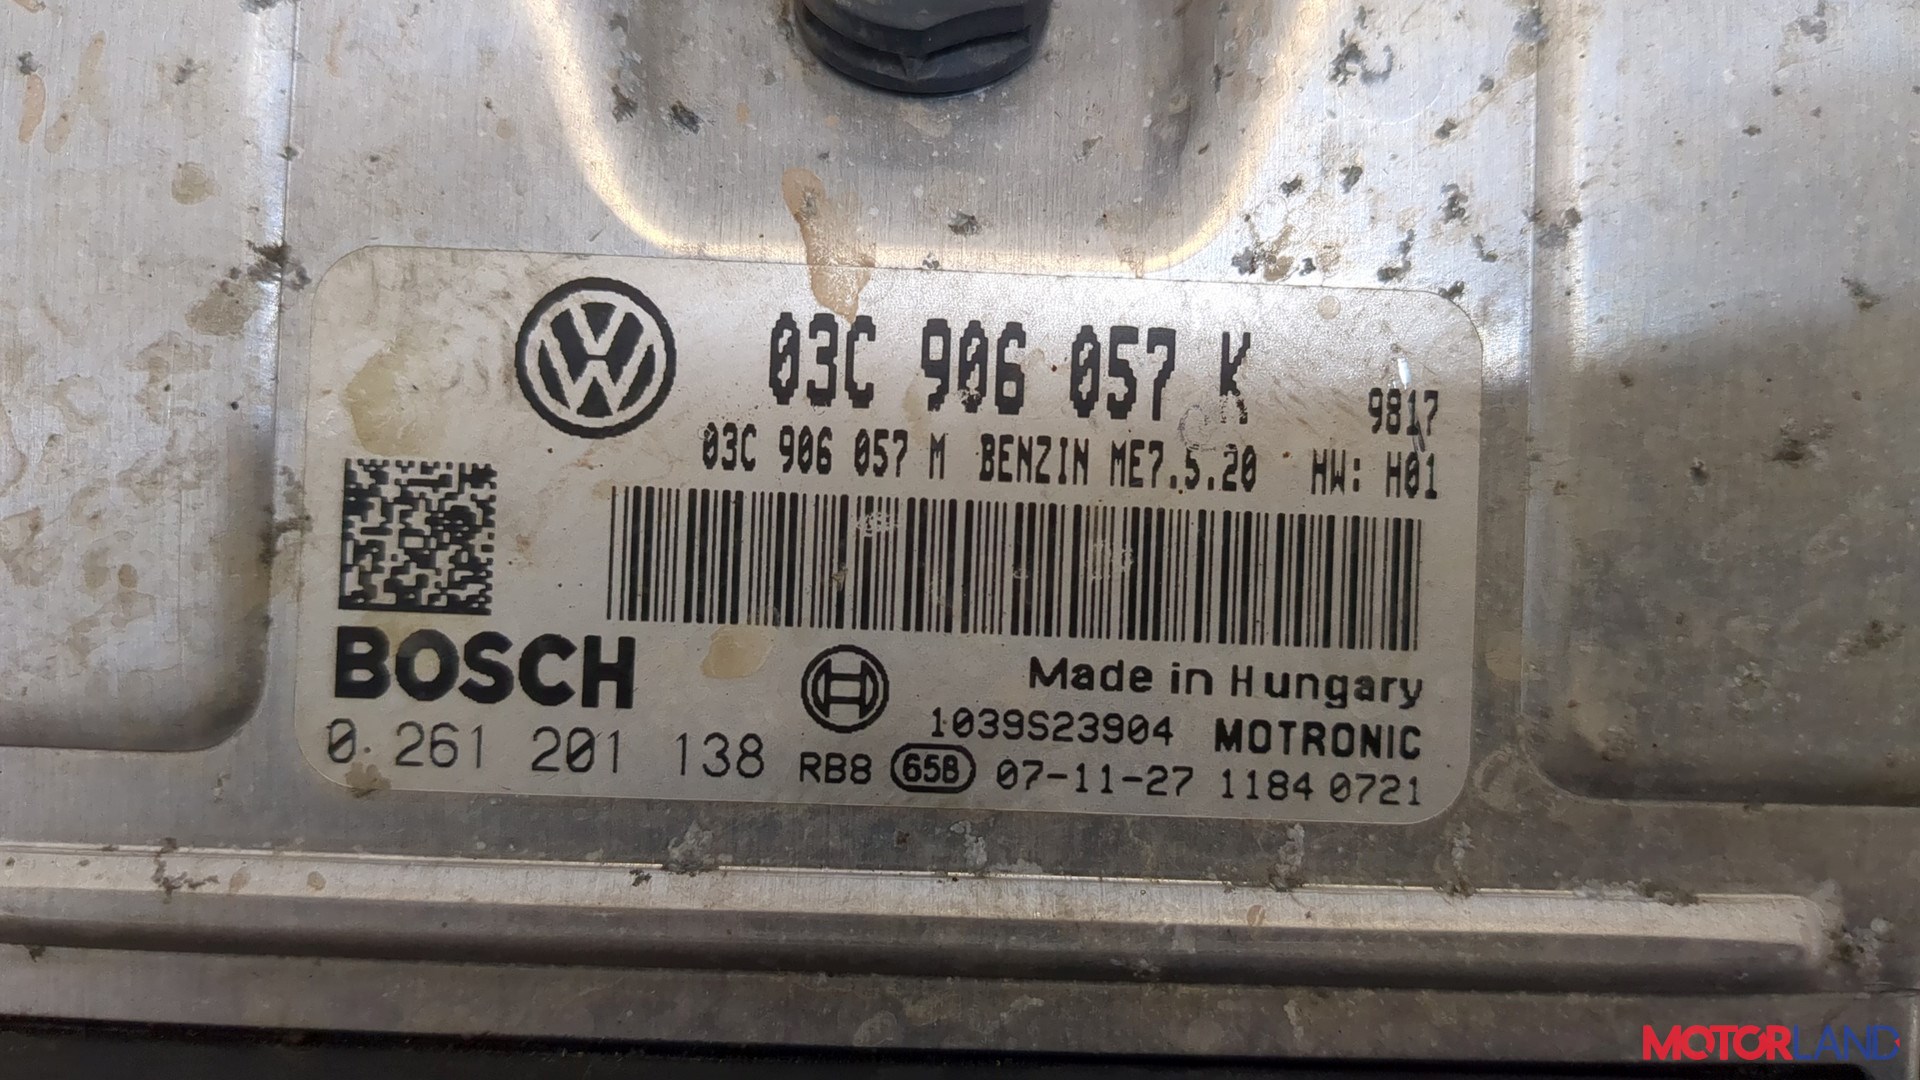 03C 906 057 K
9817
03C 906 057 M BENZIN ME7.5.20 HW: H01
BOSCH
Made in Hungary
1039S23904 MOTRONIC
0 261 201 138 RB8 65B 07-11-27 1184 0721
MOTORLAND